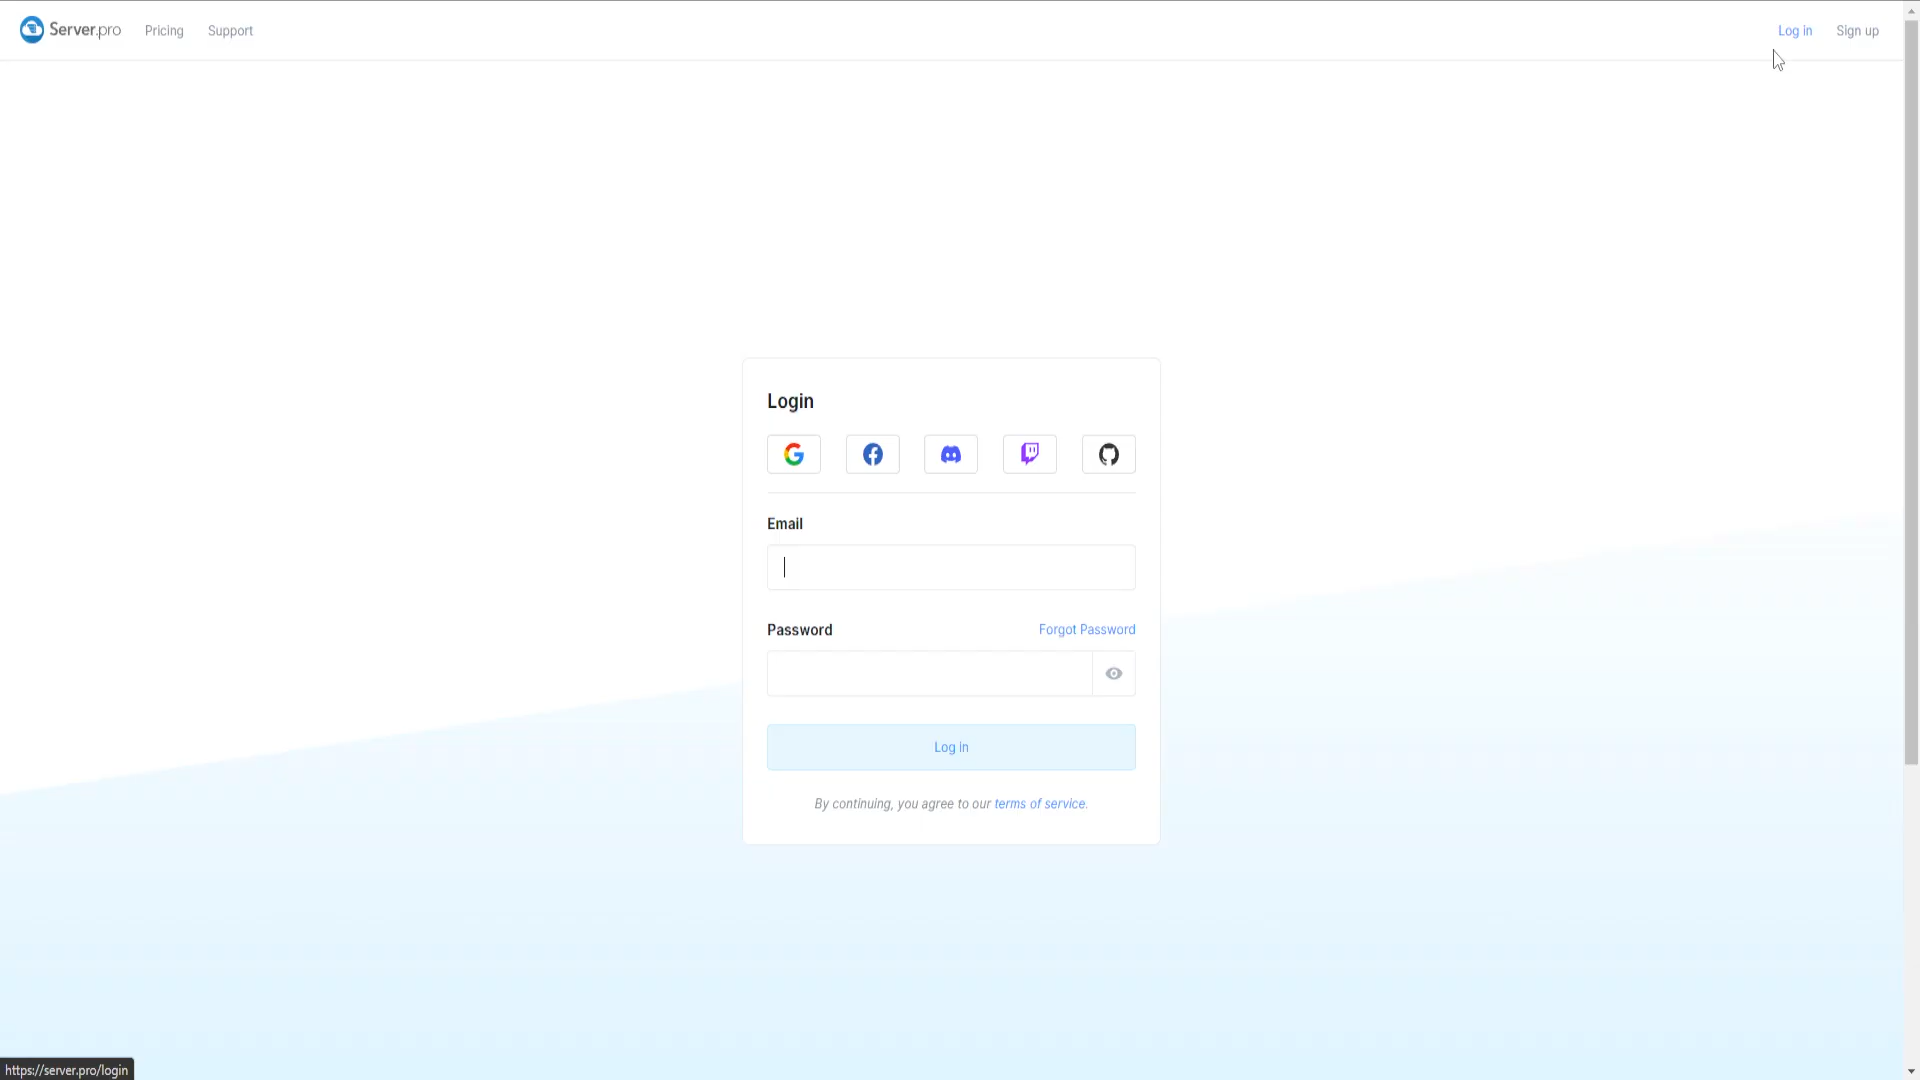 Server.pro Pricing Support Log in Sign up
Login
Email
Password Forgot Password
Log in
By continuing, you agree to our terms of service.
https://server.pro/login